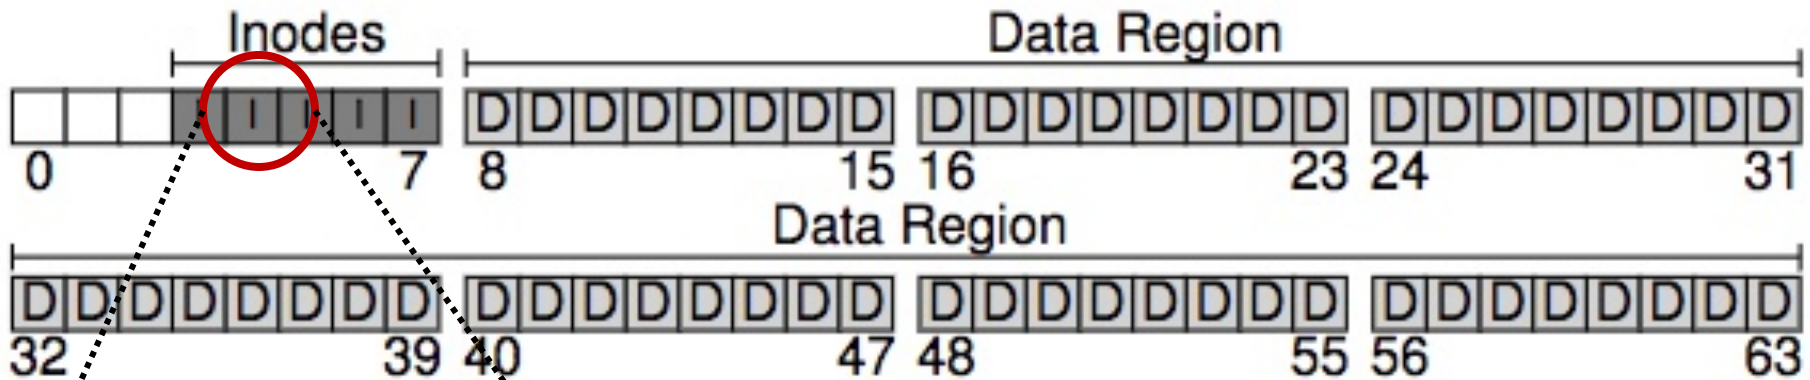 Inodes Data Region
I I I I I D D D D D D D D D D D D D D D D D D D D D D D D
0 7 8 15 16 23 24 31
Data Region
D D D D D D D D D D D D D D D D D D D D D D D D D D D D D D D D
32 39 40 47 48 55 56 63